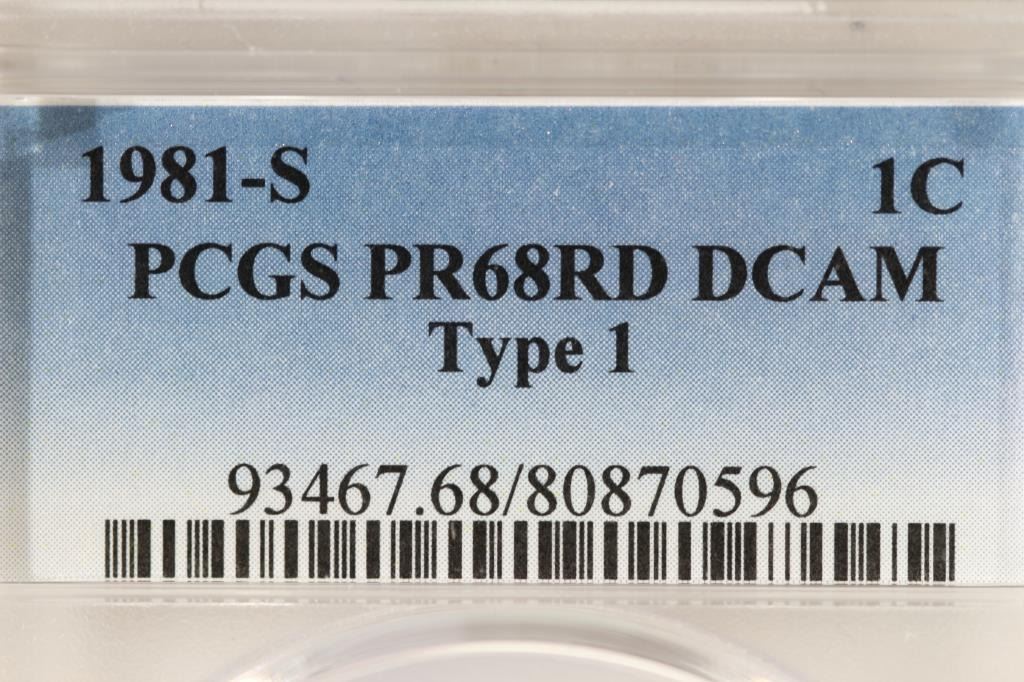 1981-S 1C
PCGS PR68RD DCAM
Type 1
93467.68/80870596